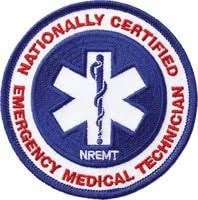 NATIONALLY CERTIFIED
NREMT
EMERGENCY MEDICAL TECHNICIAN